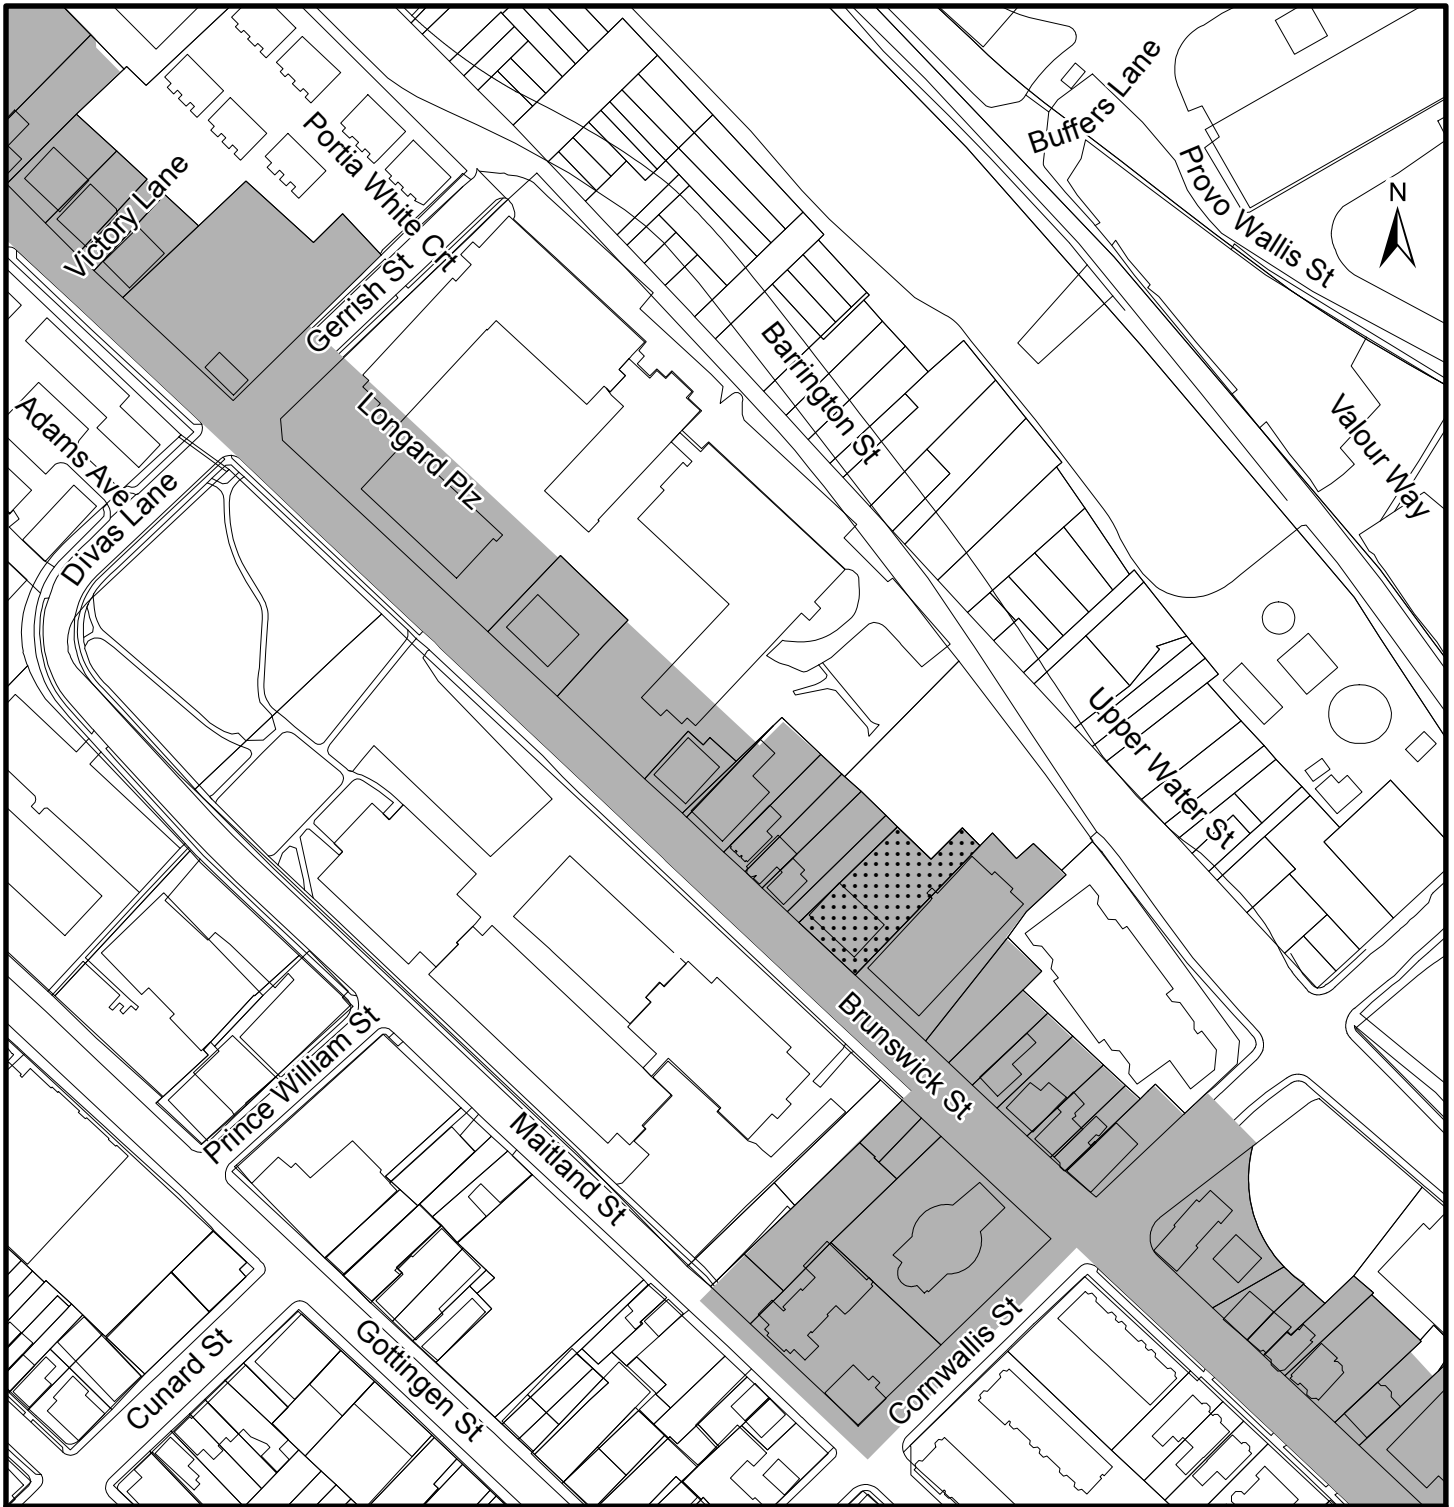 Buffers Lane
Provo Wallis St
N
Portia White Crt
Victory Lane
Gerrish St
Barrington St
Longard Plz
Adams Ave
Divas Lane
Valour Way
Upper Water St
Brunswick St
Prince William St
Maitland St
Cornwallis St
Gottingen St
Cunard St